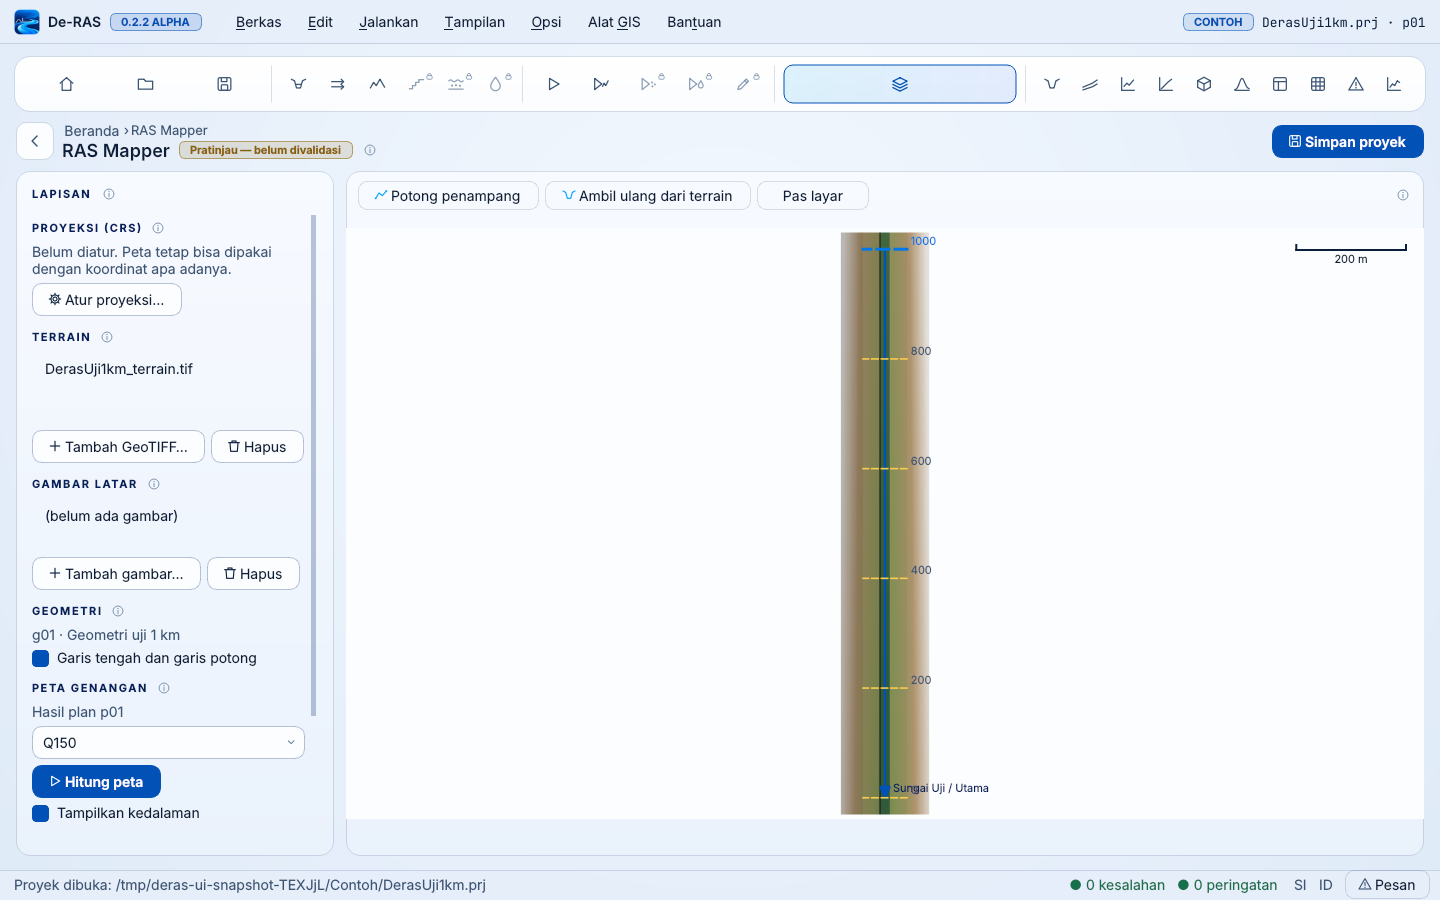 De-RAS 0.2.2 ALPHA Berkas Edit Jalankan Tampilan Opsi Alat GIS Bantuan CONTOH DerasUji1km.prj · p01
Beranda › RAS Mapper
RAS Mapper Pratinjau — belum divalidasi
Simpan proyek
LAPISAN
PROYEKSI (CRS)
Belum diatur. Peta tetap bisa dipakai
dengan koordinat apa adanya.
Atur proyeksi...
TERRAIN
DerasUji1km_terrain.tif
+ Tambah GeoTIFF... Hapus
GAMBAR LATAR
(belum ada gambar)
+ Tambah gambar... Hapus
GEOMETRI
g01 · Geometri uji 1 km
Garis tengah dan garis potong
PETA GENANGAN
Hasil plan p01
Q150
Hitung peta
Tampilkan kedalaman
Potong penampang Ambil ulang dari terrain Pas layar
1000
200 m
800
600
400
200
Sungai Uji / Utama
Proyek dibuka: /tmp/deras-ui-snapshot-TEXJjL/Contoh/DerasUji1km.prj
0 kesalahan 0 peringatan SI ID Pesan